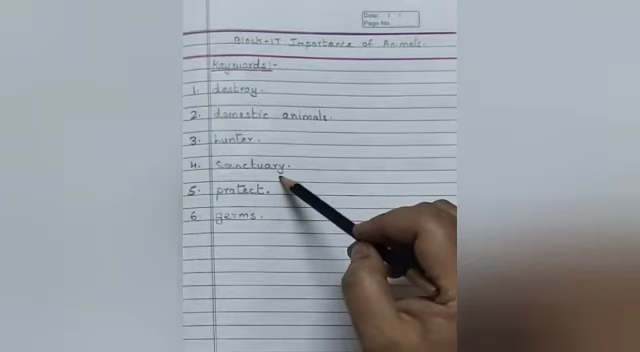 Date: / /
Page No.
Block-17 Importance of Animals.
Keywords:-
1. destroy.
2. domestic animals.
3. hunter.
4. sanctuary.
5. protect.
6. germs.